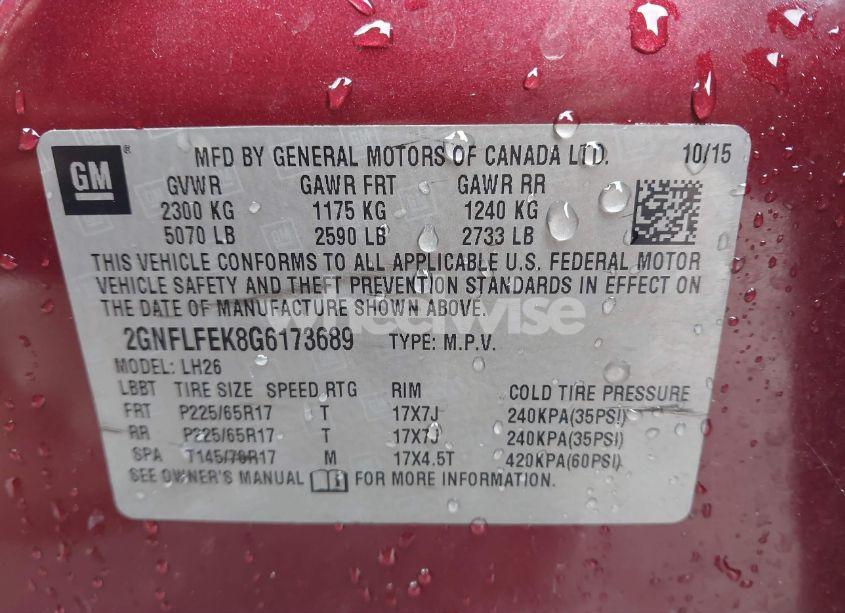 GM ® MFD BY GENERAL MOTORS OF CANADA LTD. 10/15
GVWR GAWR FRT GAWR RR
2300 KG 1175 KG 1240 KG
5070 LB 2590 LB 2733 LB
THIS VEHICLE CONFORMS TO ALL APPLICABLE U.S. FEDERAL MOTOR
VEHICLE SAFETY AND THEFT PREVENTION STANDARDS IN EFFECT ON
THE DATE OF MANUFACTURE SHOWN ABOVE.
wheelwise
2GNFLFEK8G6173689 TYPE: M.P.V.
MODEL: LH26
LBBT TIRE SIZE SPEED RTG RIM COLD TIRE PRESSURE
FRT P225/65R17 T 17X7J 240KPA(35PSI)
RR P225/65R17 T 17X7J 240KPA(35PSI)
SPA T145/70R17 M 17X4.5T 420KPA(60PSI)
SEE OWNER'S MANUAL FOR MORE INFORMATION.